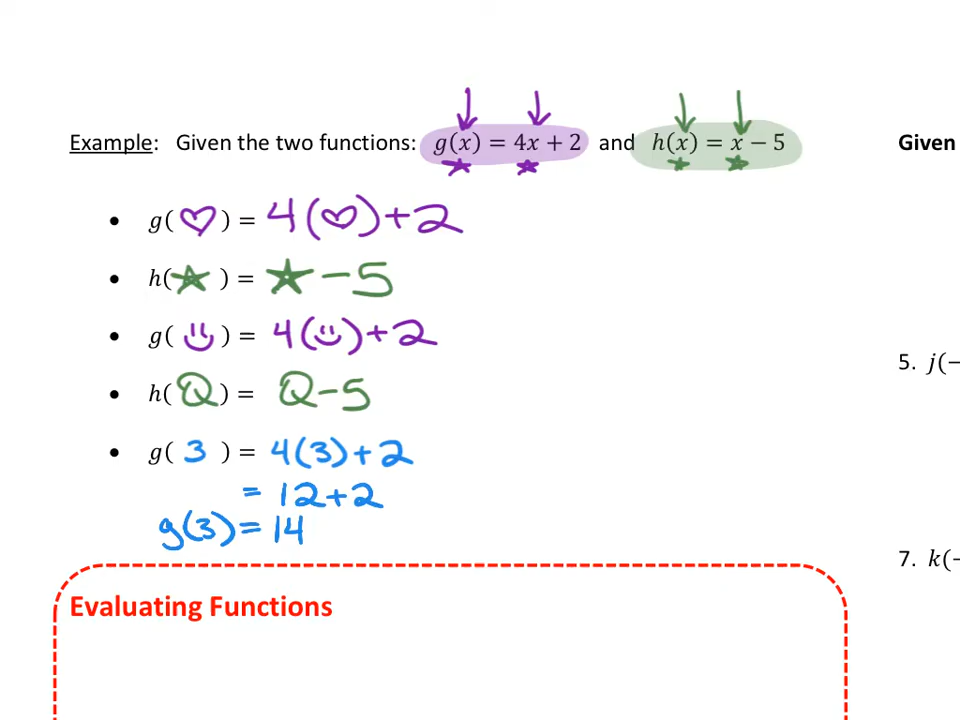 Example: Given the two functions: g(x) = 4x + 2 and h(x) = x − 5
Given
• g(♡) = 4(♡)+2
• h(☆) = ☆ − 5
• g(☺) = 4(☺)+2
5. j(−
• h(Q) = Q − 5
• g(3) = 4(3)+2
= 12+2
g(3) = 14
7. k(−
Evaluating Functions